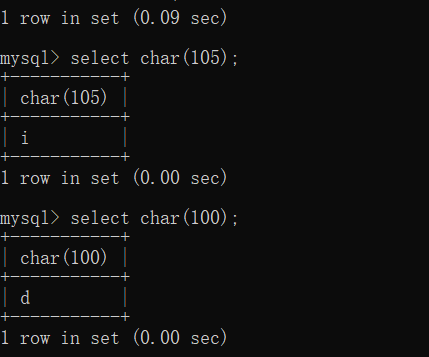 1 row in set (0.09 sec)
mysql> select char(105);
+-----------+
| char(105) |
+-----------+
| i         |
+-----------+
1 row in set (0.00 sec)
mysql> select char(100);
+-----------+
| char(100) |
+-----------+
| d         |
+-----------+
1 row in set (0.00 sec)